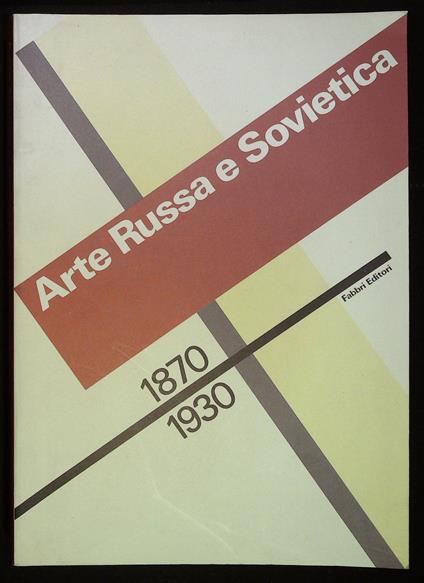 Arte Russa e Sovietica
1870
1930
Fabbri Editori